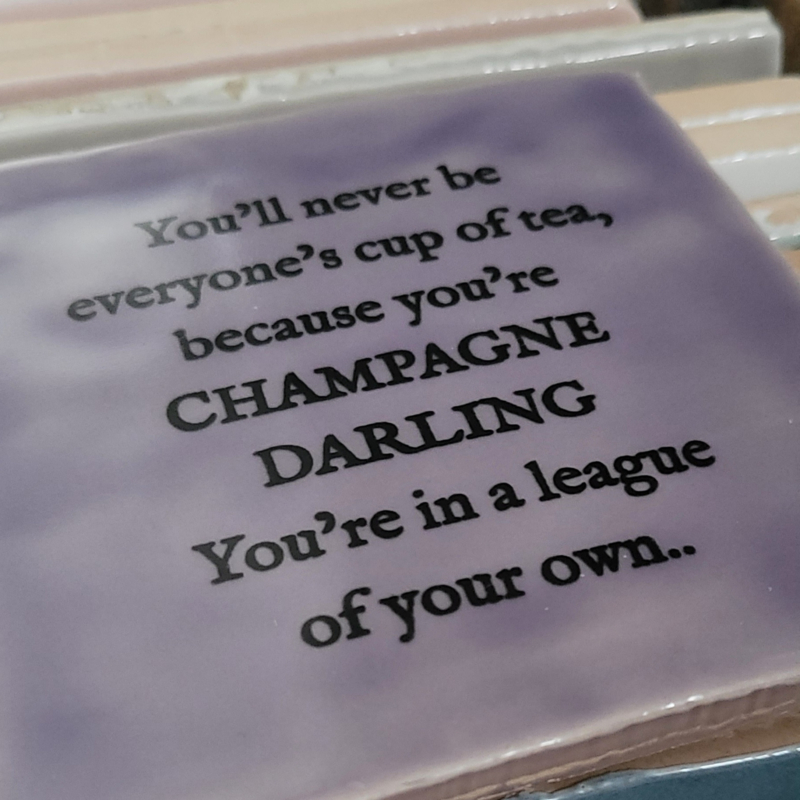 You'll never be
everyone's cup of tea,
because you're
CHAMPAGNE
DARLING
You're in a league
of your own..